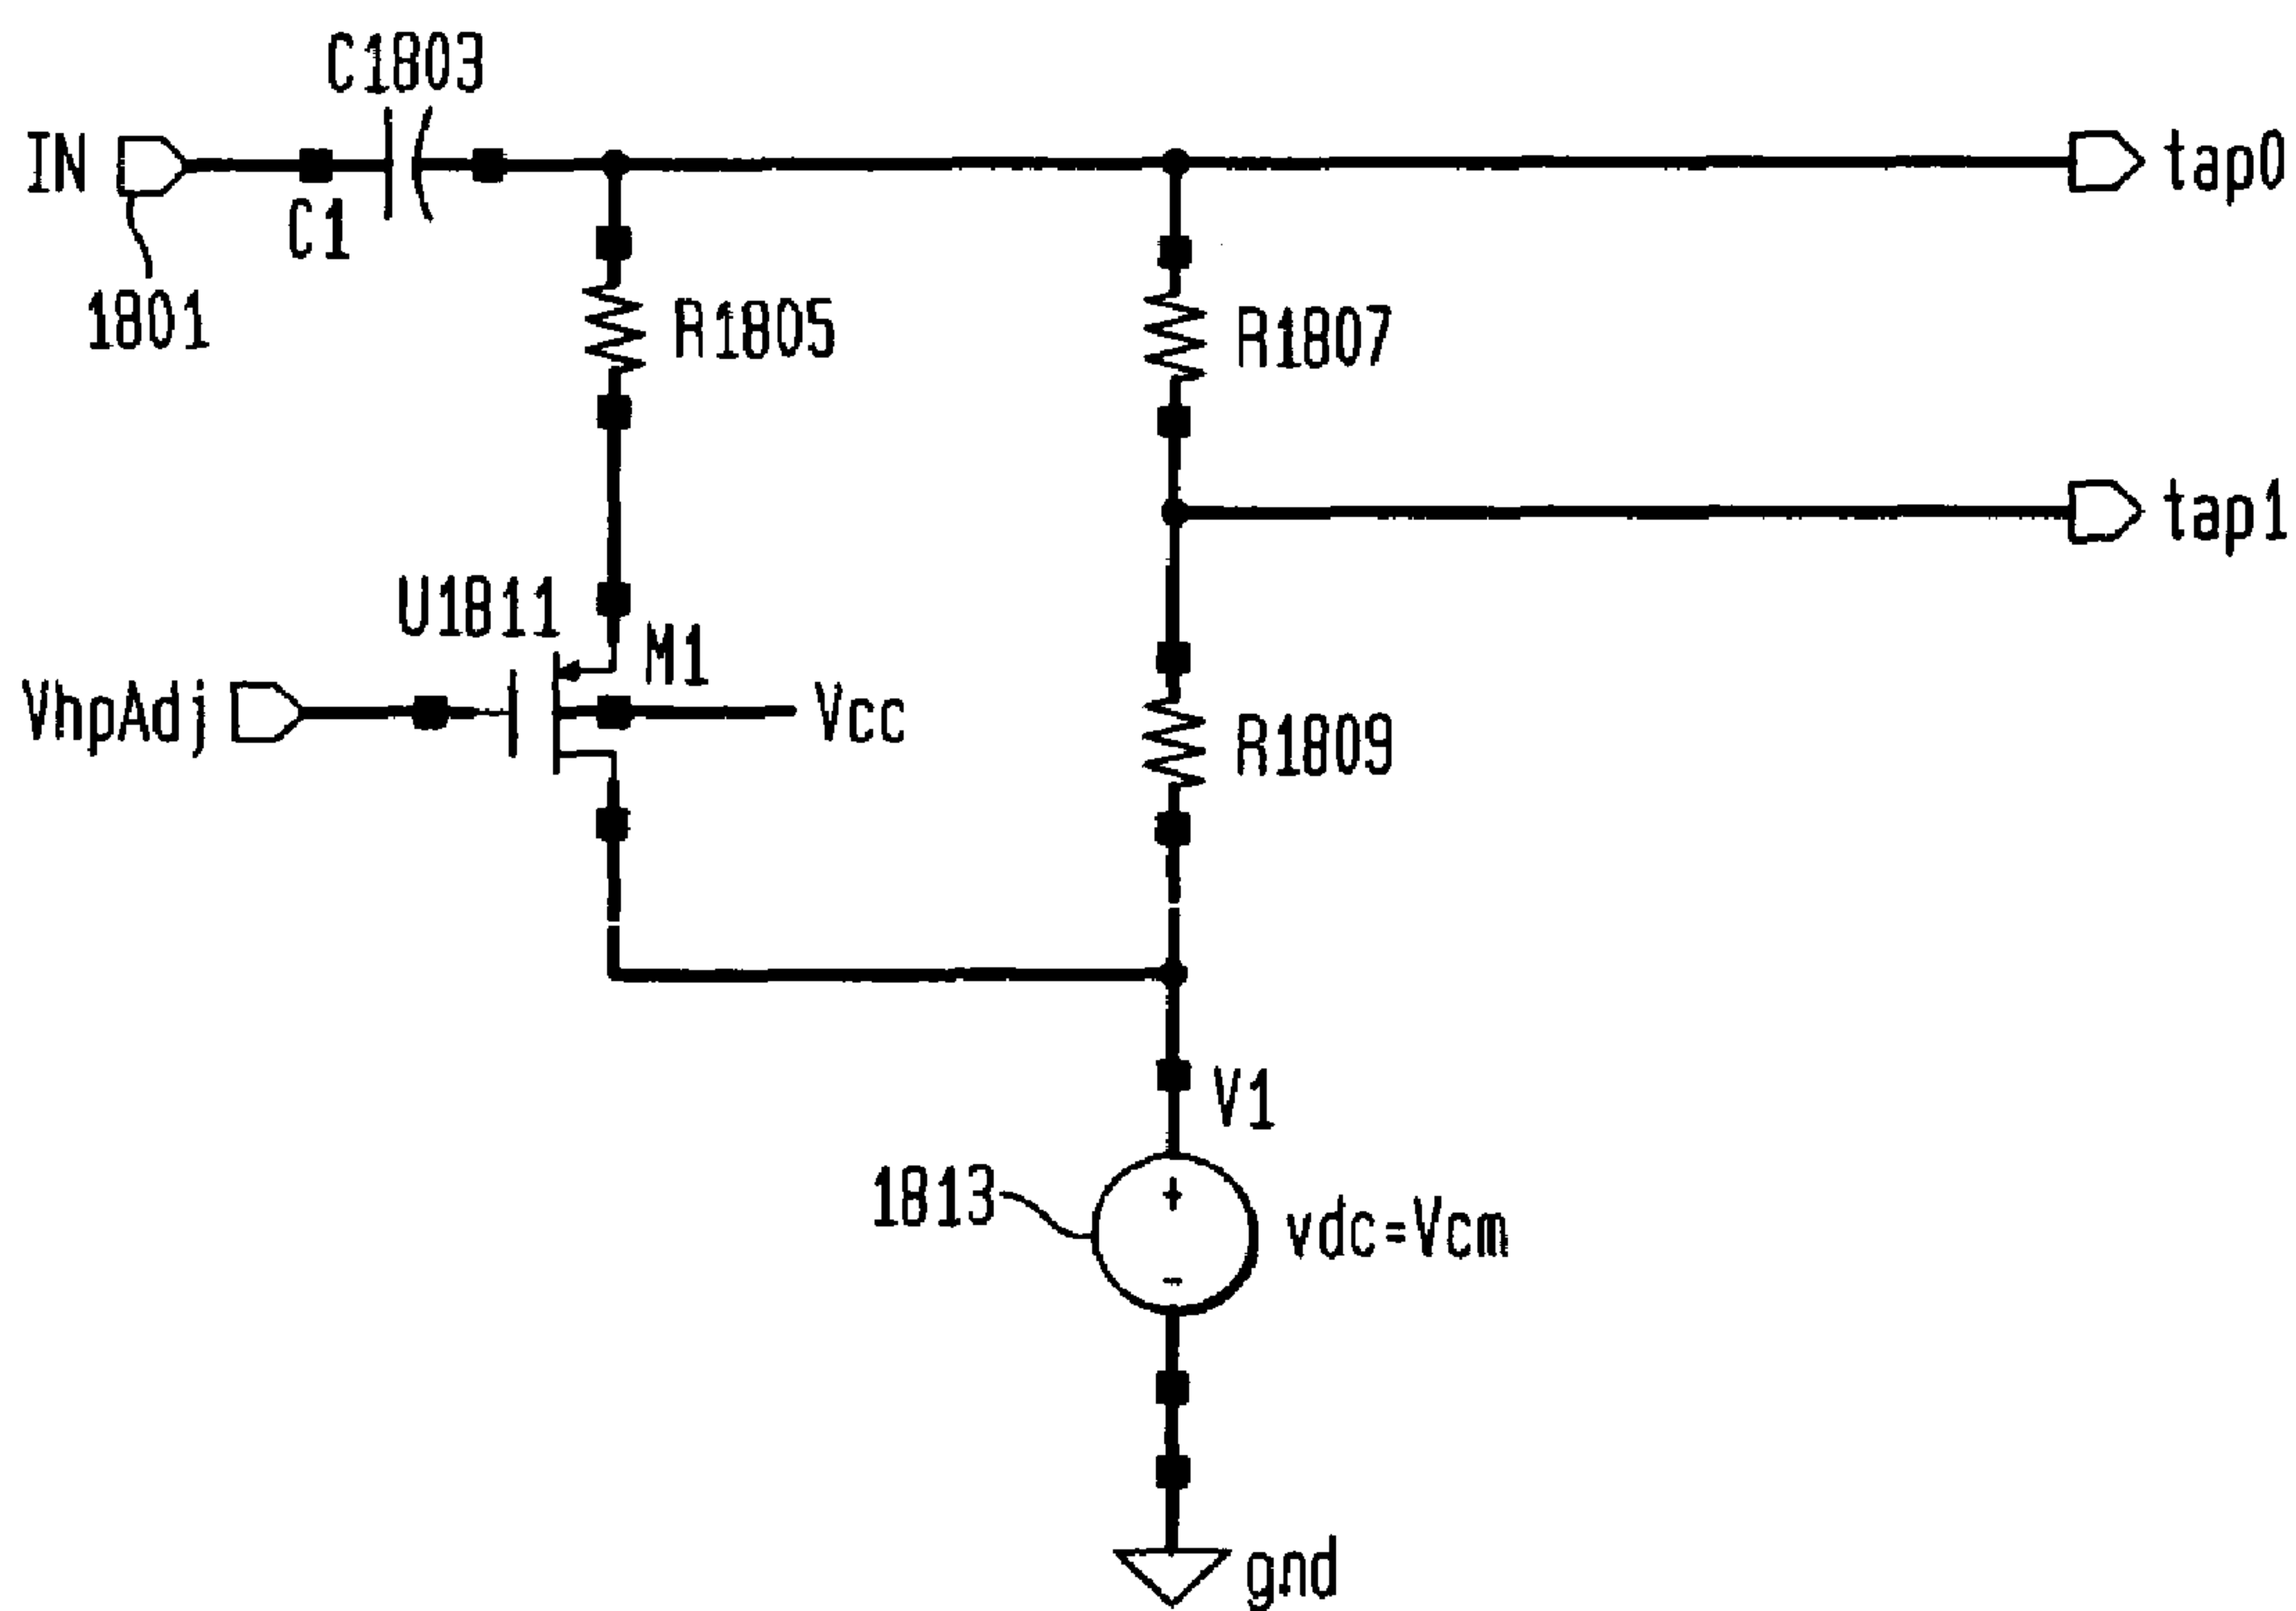 C1803
IN
tap0
C1
1801
R1805
R1807
tap1
U1811
M1
VhpAdj
Vcc
R1809
V1
1813
+
vdc=Vcm
-
gnd